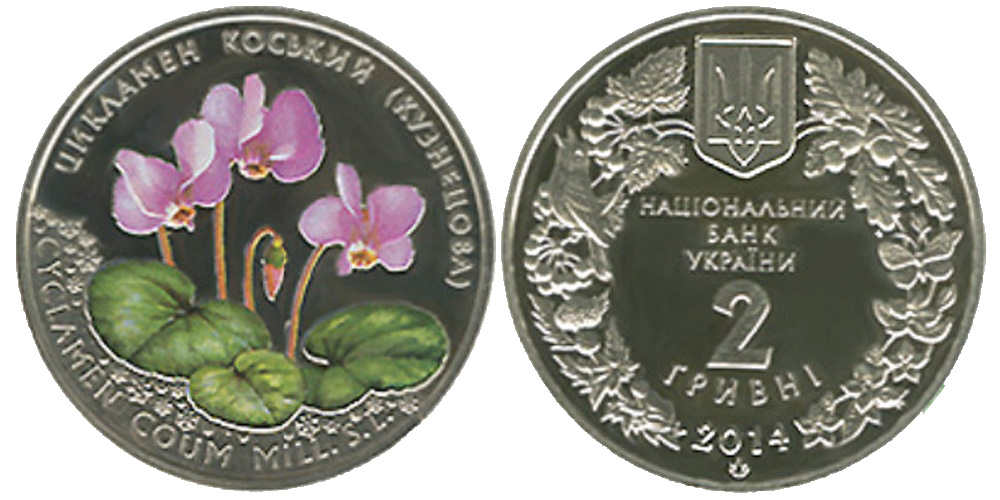 ЦИКЛАМЕН КОСЬКИЙ (КУЗНЕЦОВА)
CYCLAMEN COUM MILL. S. L.
НАЦІОНАЛЬНИЙ
БАНК
УКРАЇНИ
2
ГРИВНІ
2014